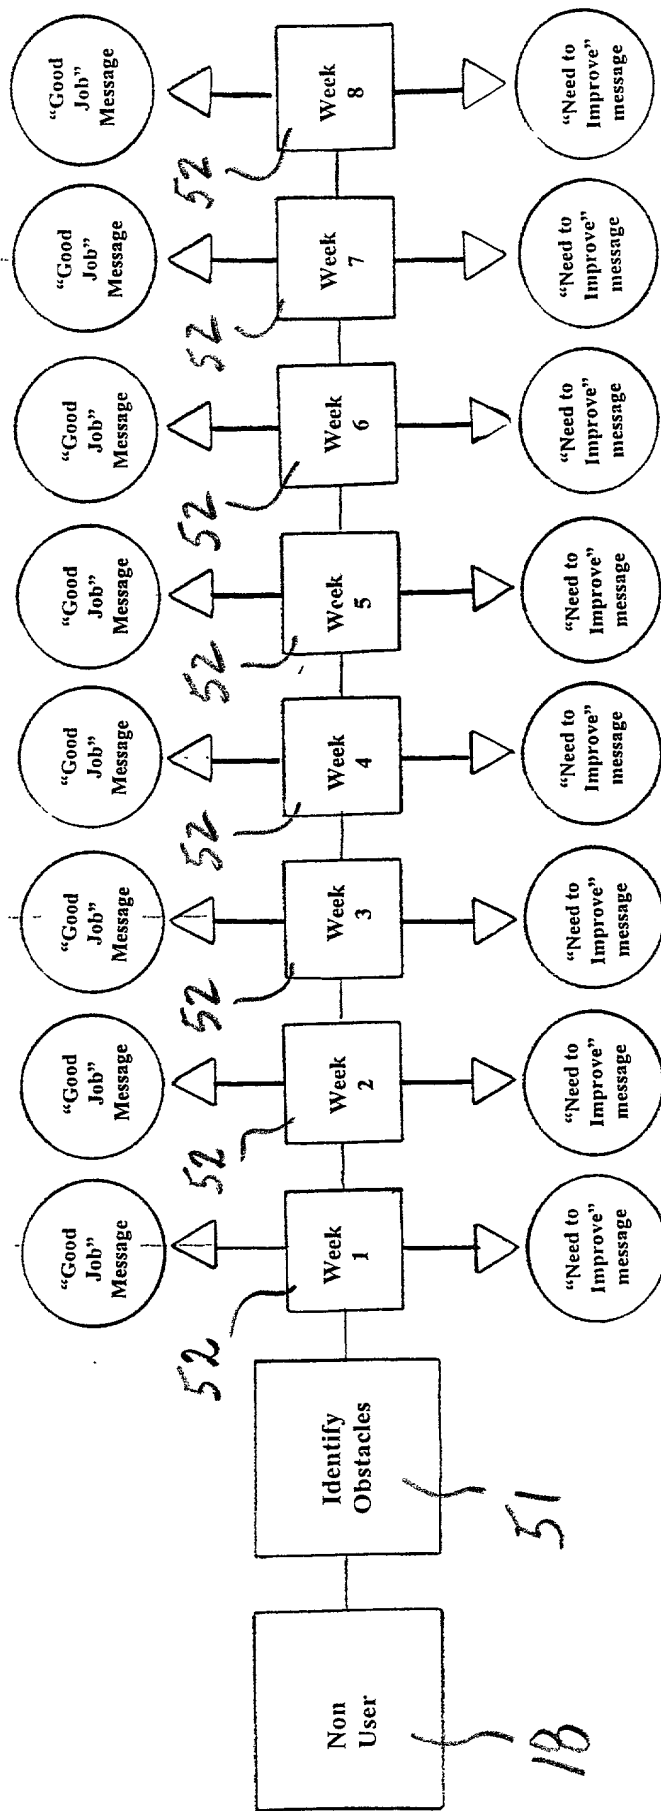 “Good
Job”
Message
“Good
Job”
Message
“Good
Job”
Message
“Good
Job”
Message
“Good
Job”
Message
“Good
Job”
Message
“Good
Job”
Message
“Good
Job”
Message
52
52
52
52
52
52
52
52
Non
User
Identify
Obstacles
Week
1
Week
2
Week
3
Week
4
Week
5
Week
6
Week
7
Week
8
18
51
“Need to
Improve”
message
“Need to
Improve”
message
“Need to
Improve”
message
“Need to
Improve”
message
“Need to
Improve”
message
“Need to
Improve”
message
“Need to
Improve”
message
“Need to
Improve”
message